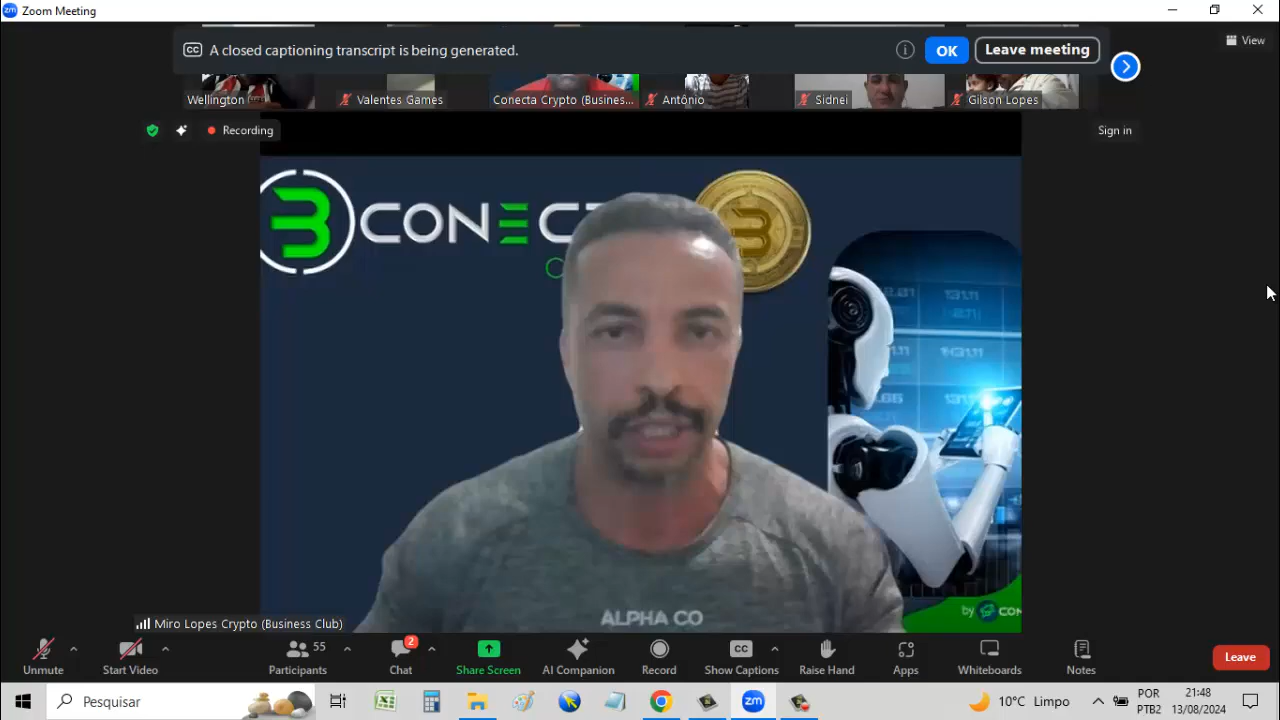 Zoom Meeting
CC A closed captioning transcript is being generated.
OK
Leave meeting
View
Wellington
Valentes Games
Conecta Crypto (Busines...
Antônio
Sidnei
Gilson Lopes
Recording
Sign in
ALPHA CO
by
Miro Lopes Crypto (Business Club)
Unmute
Start Video
55
Participants
2
Chat
Share Screen
AI Companion
Record
CC
Show Captions
Raise Hand
Apps
Whiteboards
Notes
Leave
Pesquisar
zm
10°C Limpo
POR
PTB2
21:48
13/08/2024